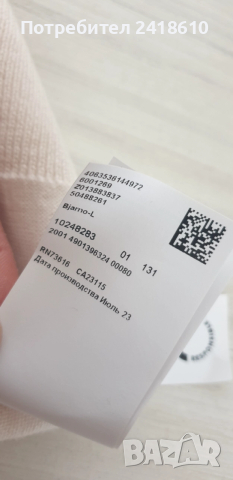 Потребител 2418610
4063536144972
6001269
Z013883837
50488261
Bjarno-L
10248283 01 131
2001 4901396324 00080
RN73616 CA23115
Дата производства Июль 23
БАЗАР